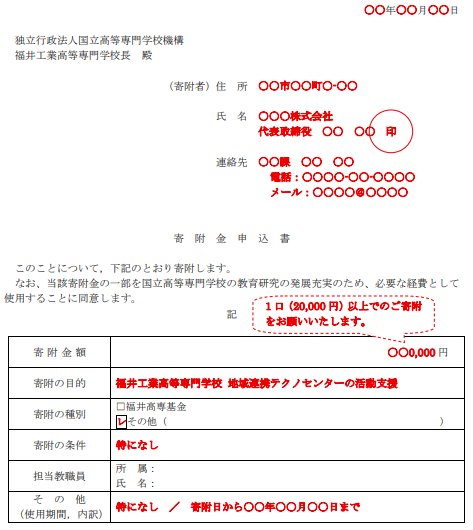 〇〇年〇〇月〇〇日
独立行政法人国立高等専門学校機構
福井工業高等専門学校長　殿
（寄附者）住　所　〇〇市〇〇町〇-〇〇
氏　名　〇〇〇株式会社
代表取締役　〇〇　〇〇　印
連絡先　〇〇課　〇〇　〇〇
電話：〇〇〇〇-〇〇-〇〇〇〇
メール：〇〇〇〇@〇〇〇〇
寄　附　金　申　込　書
このことについて，下記のとおり寄附します。
なお、当該寄附金の一部を国立高等専門学校の教育研究の発展充実のため、必要な経費として
使用することに同意します。
記
1 口（20,000 円）以上でのご寄附
をお願いいたします。
寄 附 金 額　〇〇0,000 円
寄附の目的　福井工業高等専門学校 地域連携テクノセンターの活動支援
寄附の種別　□福井高専基金
レその他（　）
寄附の条件　特になし
担当教職員　所　属：
氏　名：
そ　の　他
（使用期間，内訳）　特になし　／　寄附日から〇〇年〇〇月〇〇日まで